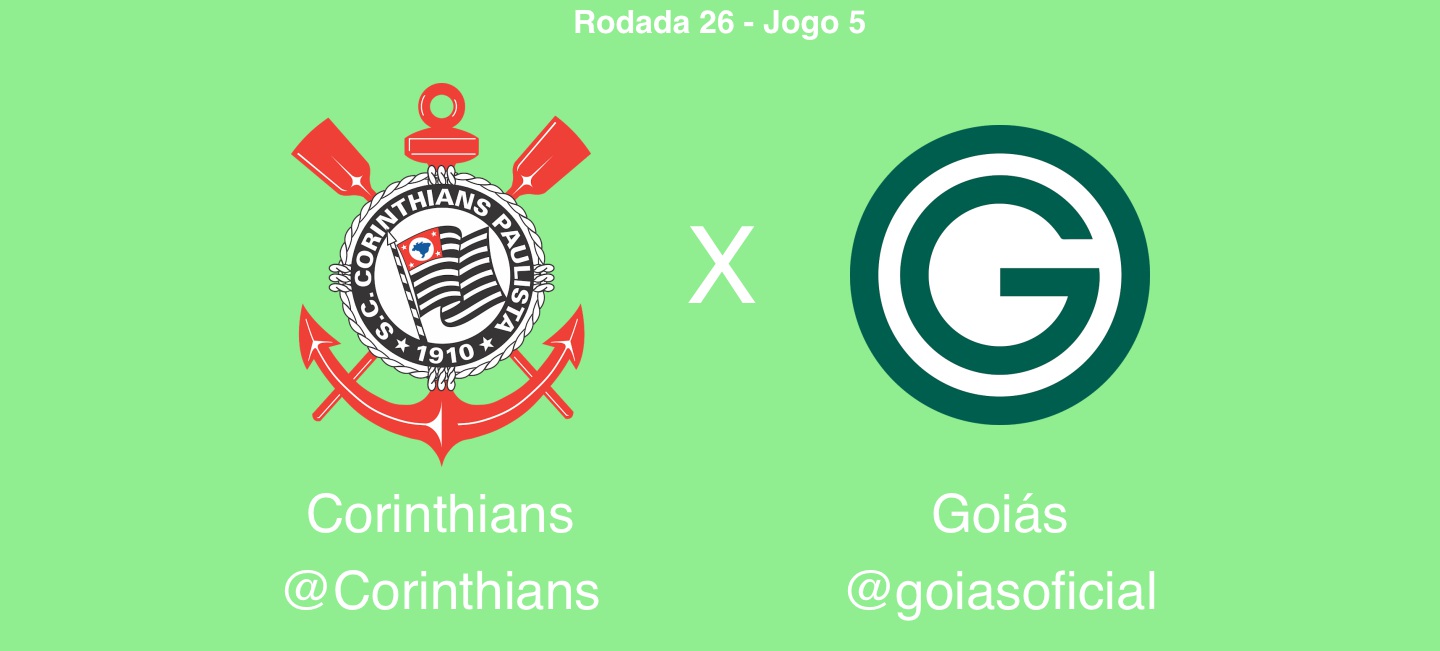 Rodada 26 - Jogo 5
S.C. CORINTHIANS PAULISTA
★ 1910 ★
X
G
Corinthians
Goiás
@Corinthians
@goiasoficial